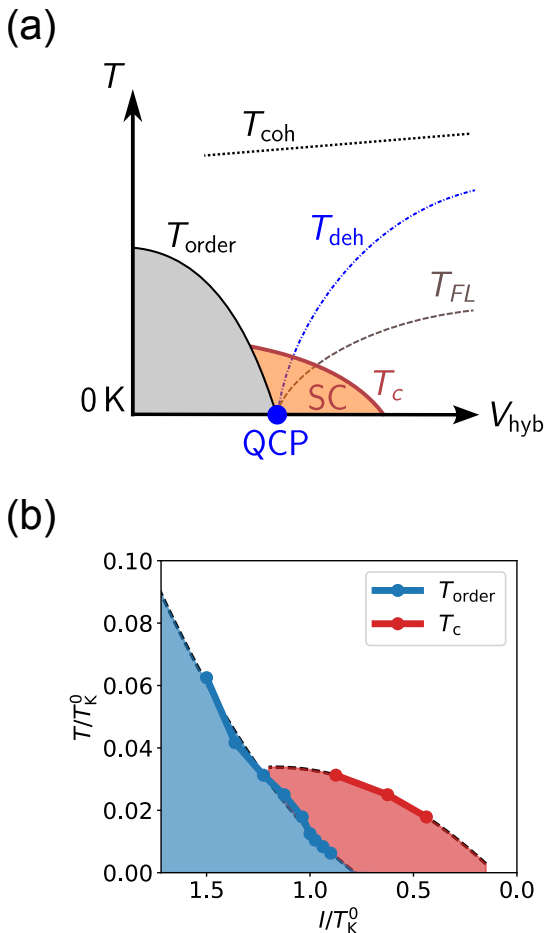 (a)
T
T_coh
T_order
T_deh
T_FL
0 K
SC
T_c
V_hyb
QCP
(b)
0.10
T_order
T_c
0.08
0.06
T/T_K^0
0.04
0.02
0.00
1.5
1.0
0.5
0.0
I/T_K^0